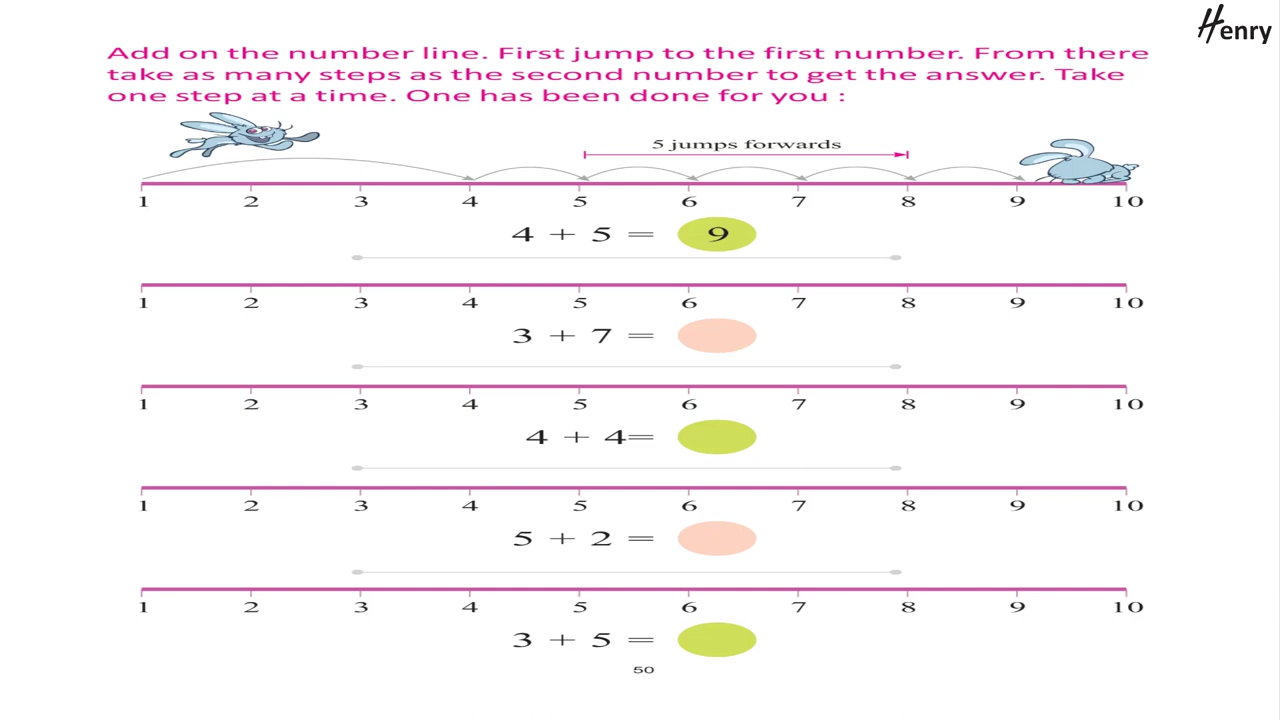 Henry
Add on the number line. First jump to the first number. From there
take as many steps as the second number to get the answer. Take
one step at a time. One has been done for you :
5 jumps forwards
1 2 3 4 5 6 7 8 9 10
4 + 5 = 9
1 2 3 4 5 6 7 8 9 10
3 + 7 =
1 2 3 4 5 6 7 8 9 10
4 + 4=
1 2 3 4 5 6 7 8 9 10
5 + 2 =
1 2 3 4 5 6 7 8 9 10
3 + 5 =
50